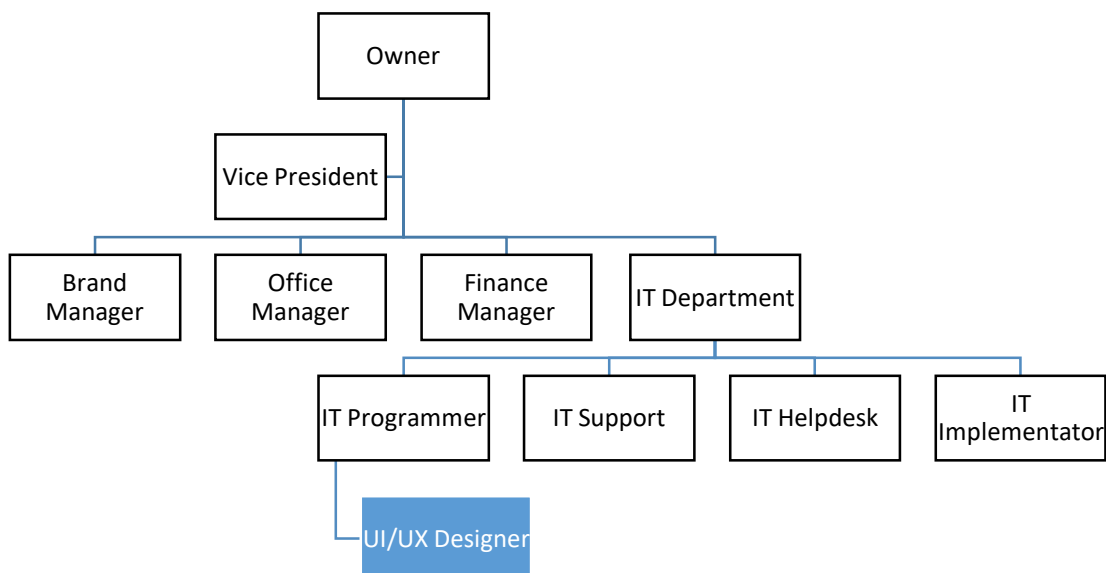 Owner
Vice President
Brand
Manager
Office
Manager
Finance
Manager
IT Department
IT Programmer
IT Support
IT Helpdesk
IT
Implementator
UI/UX Designer